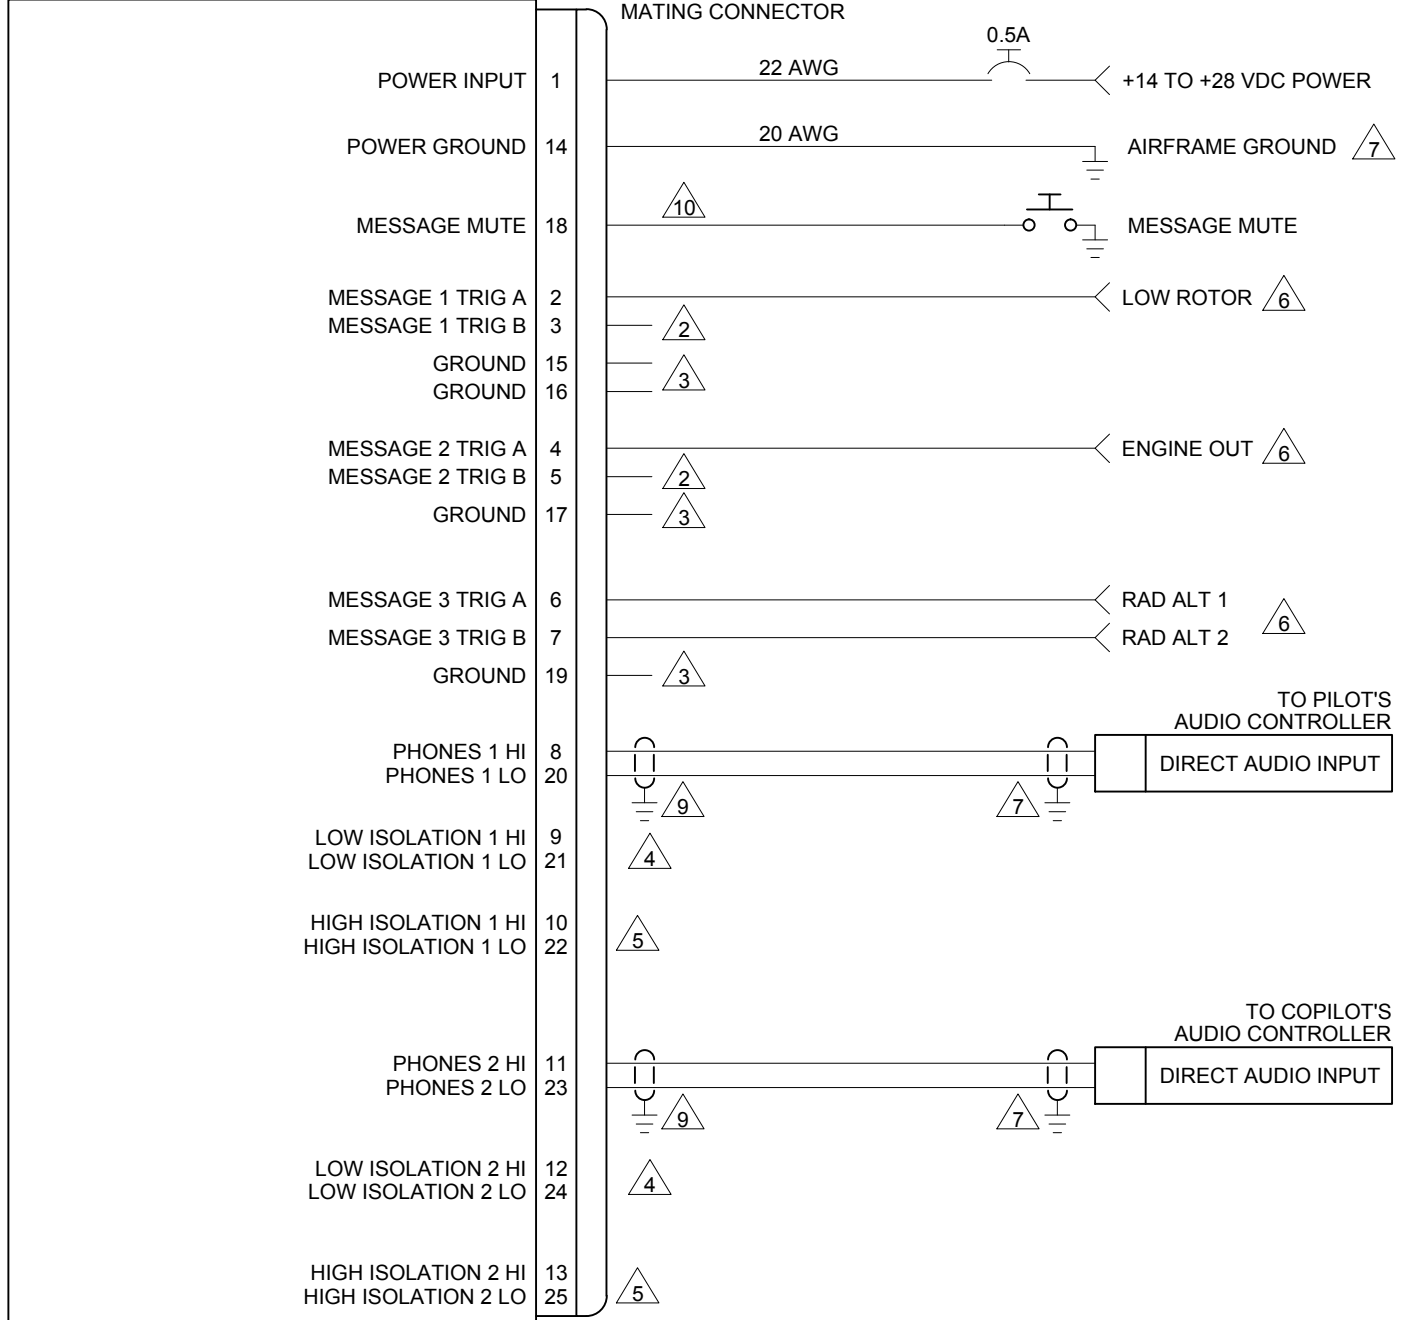 MATING CONNECTOR
0.5A
POWER INPUT 1 22 AWG +14 TO +28 VDC POWER
POWER GROUND 14 20 AWG AIRFRAME GROUND 7
MESSAGE MUTE 18 10 MESSAGE MUTE
MESSAGE 1 TRIG A 2 LOW ROTOR 6
MESSAGE 1 TRIG B 3 2
GROUND 15
3
GROUND 16
MESSAGE 2 TRIG A 4 ENGINE OUT 6
MESSAGE 2 TRIG B 5 2
GROUND 17 3
MESSAGE 3 TRIG A 6 RAD ALT 1
6
MESSAGE 3 TRIG B 7 RAD ALT 2
GROUND 19 3
TO PILOT'S
AUDIO CONTROLLER
PHONES 1 HI 8
DIRECT AUDIO INPUT
PHONES 1 LO 20
9 7
LOW ISOLATION 1 HI 9
4
LOW ISOLATION 1 LO 21
HIGH ISOLATION 1 HI 10
5
HIGH ISOLATION 1 LO 22
TO COPILOT'S
AUDIO CONTROLLER
PHONES 2 HI 11
DIRECT AUDIO INPUT
PHONES 2 LO 23
9 7
LOW ISOLATION 2 HI 12
4
LOW ISOLATION 2 LO 24
HIGH ISOLATION 2 HI 13
5
HIGH ISOLATION 2 LO 25